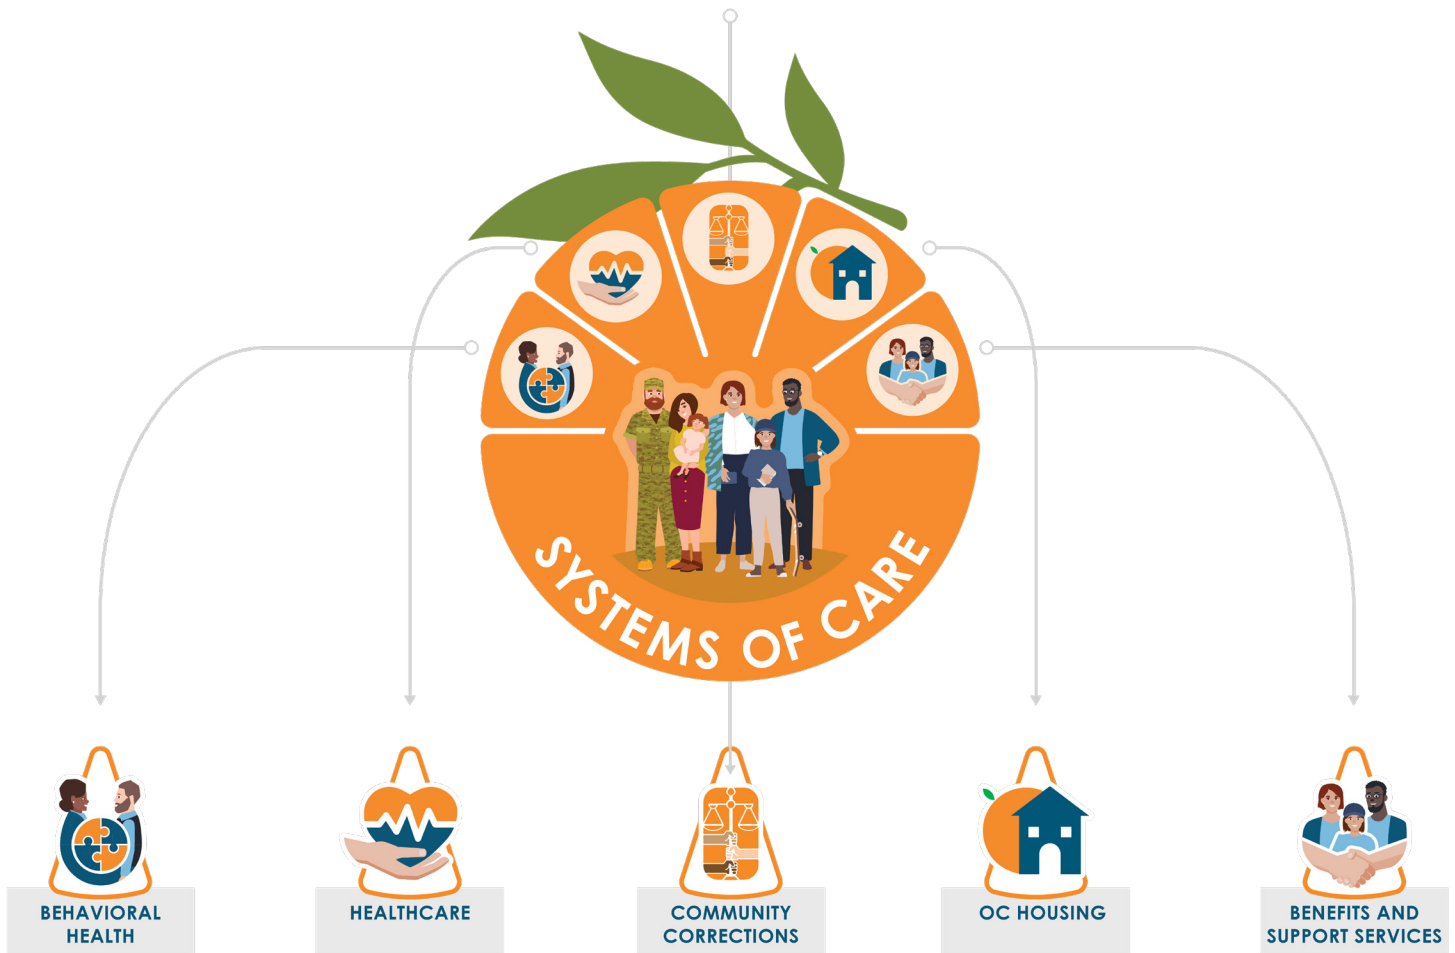 SYSTEMS OF CARE
BEHAVIORAL
HEALTH
HEALTHCARE
COMMUNITY
CORRECTIONS
OC HOUSING
BENEFITS AND
SUPPORT SERVICES